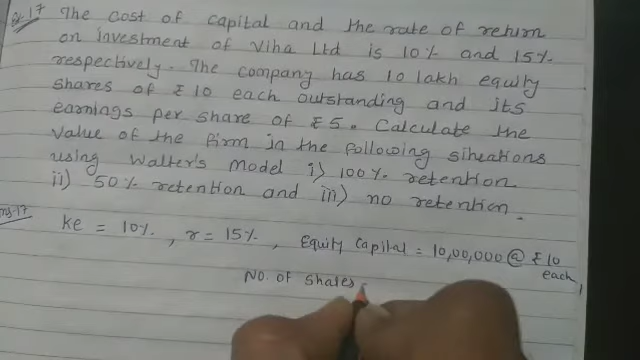 Q.17 The cost of capital and the rate of return
on investment of Viha Ltd is 10% and 15%
respectively. The company has 10 lakh equity
shares of ₹10 each outstanding and its
earnings per share of ₹5. Calculate the
value of the firm in the following situations
using Walter's Model i) 100% retention
ii) 50% retention and iii) no retention.
Ans-17 Ke = 10%, r = 15%, Equity Capital = 10,00,000 @ ₹10
each,
No. of shares